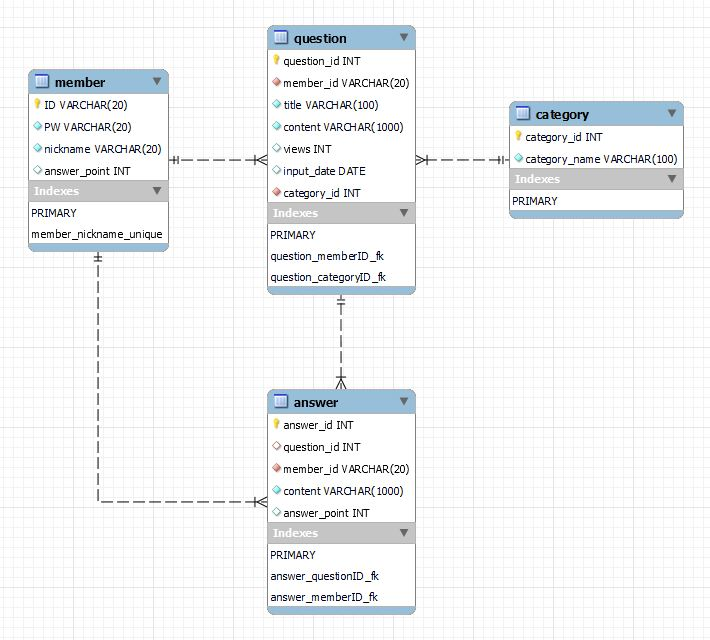 member
ID VARCHAR(20)
PW VARCHAR(20)
nickname VARCHAR(20)
answer_point INT
Indexes
PRIMARY
member_nickname_unique
question
question_id INT
member_id VARCHAR(20)
title VARCHAR(100)
content VARCHAR(1000)
views INT
input_date DATE
category_id INT
Indexes
PRIMARY
question_memberID_fk
question_categoryID_fk
category
category_id INT
category_name VARCHAR(100)
Indexes
PRIMARY
answer
answer_id INT
question_id INT
member_id VARCHAR(20)
content VARCHAR(1000)
answer_point INT
Indexes
PRIMARY
answer_questionID_fk
answer_memberID_fk